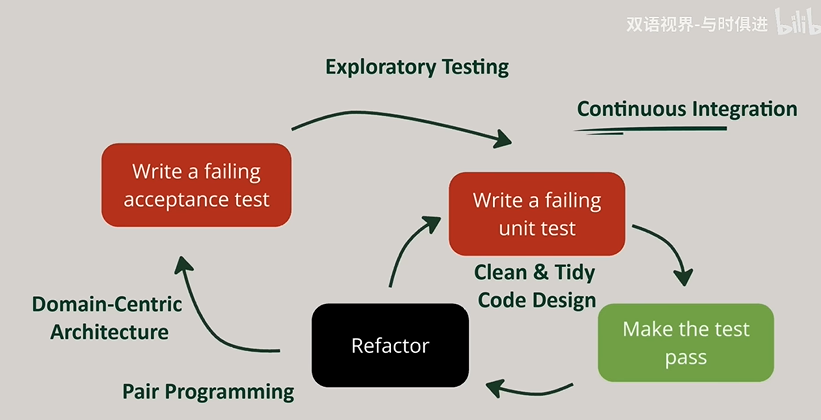 双语视界-与时俱进 bilib
Exploratory Testing
Continuous Integration
Write a failing
acceptance test
Write a failing
unit test
Clean & Tidy
Code Design
Domain-Centric
Architecture
Refactor
Make the test
pass
Pair Programming